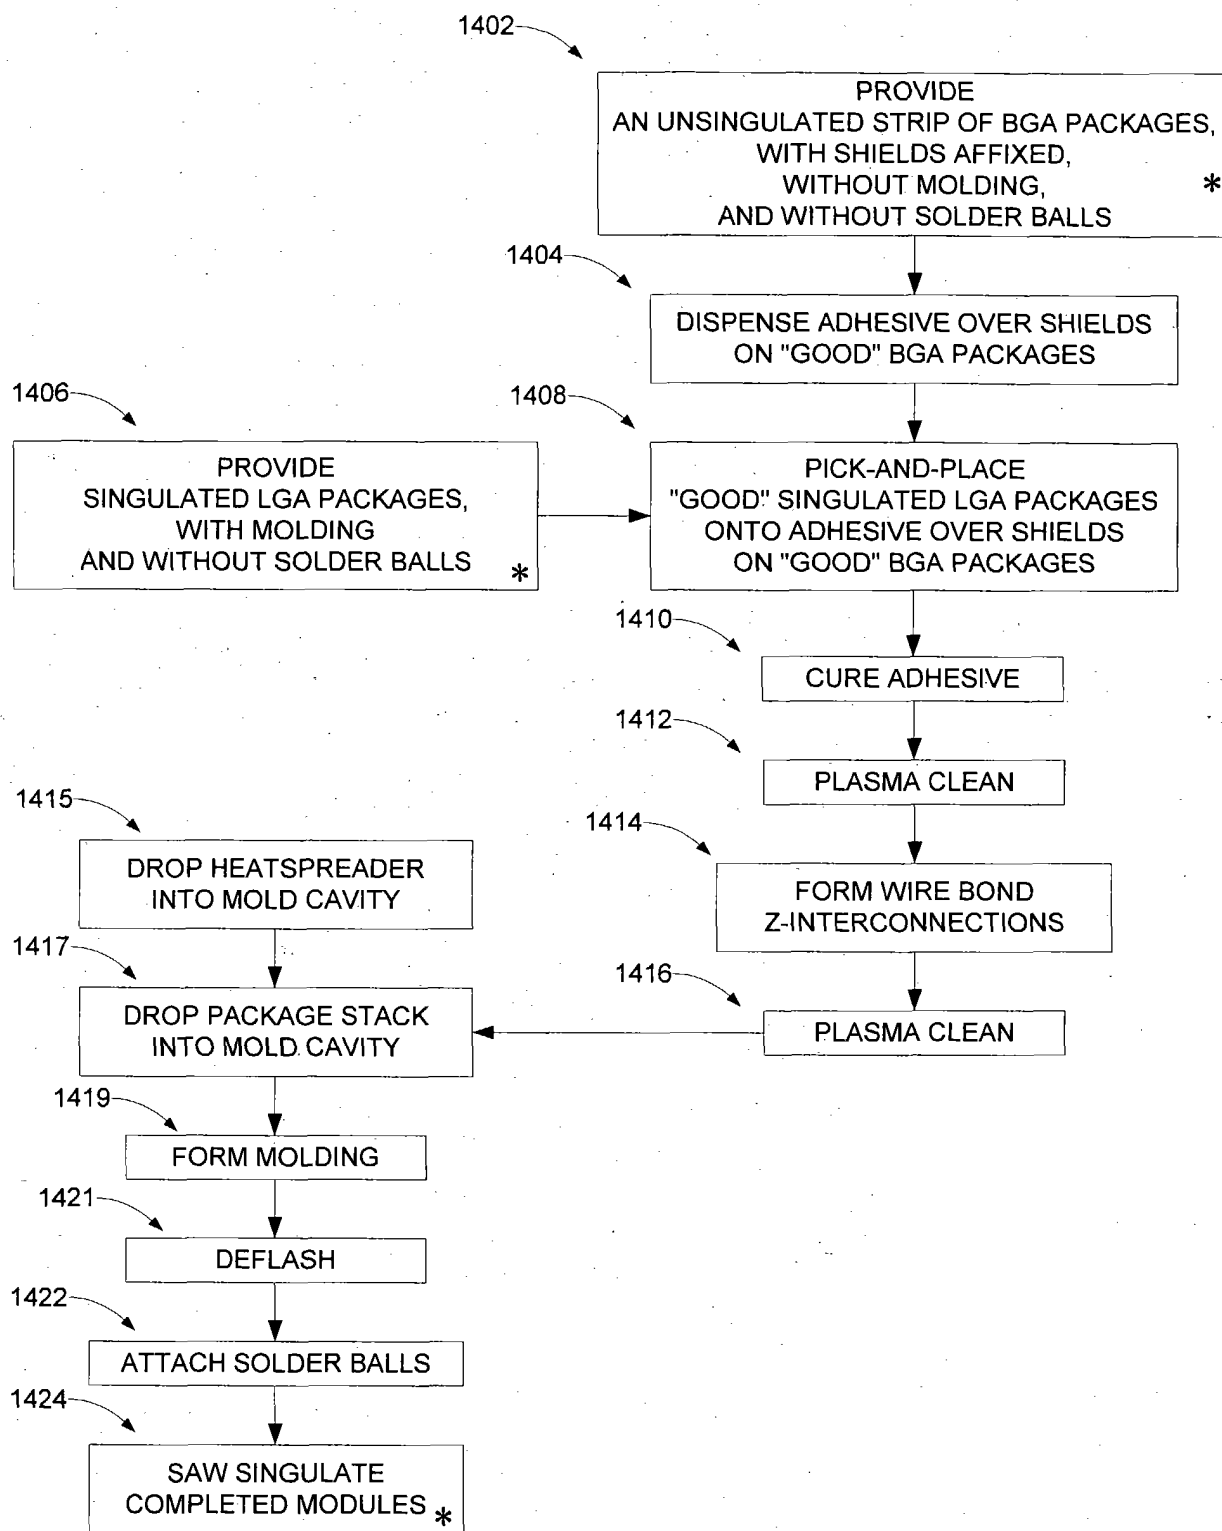 1402
PROVIDE
AN UNSINGULATED STRIP OF BGA PACKAGES,
WITH SHIELDS AFFIXED,
WITHOUT MOLDING,
AND WITHOUT SOLDER BALLS
*
1404
DISPENSE ADHESIVE OVER SHIELDS
ON "GOOD" BGA PACKAGES
1406
PROVIDE
SINGULATED LGA PACKAGES,
WITH MOLDING
AND WITHOUT SOLDER BALLS
*
1408
PICK-AND-PLACE
"GOOD" SINGULATED LGA PACKAGES
ONTO ADHESIVE OVER SHIELDS
ON "GOOD" BGA PACKAGES
1410
CURE ADHESIVE
1412
PLASMA CLEAN
1414
FORM WIRE BOND
Z-INTERCONNECTIONS
1415
DROP HEATSPREADER
INTO MOLD CAVITY
1416
PLASMA CLEAN
1417
DROP PACKAGE STACK
INTO MOLD CAVITY
1419
FORM MOLDING
1421
DEFLASH
1422
ATTACH SOLDER BALLS
1424
SAW SINGULATE
COMPLETED MODULES
*